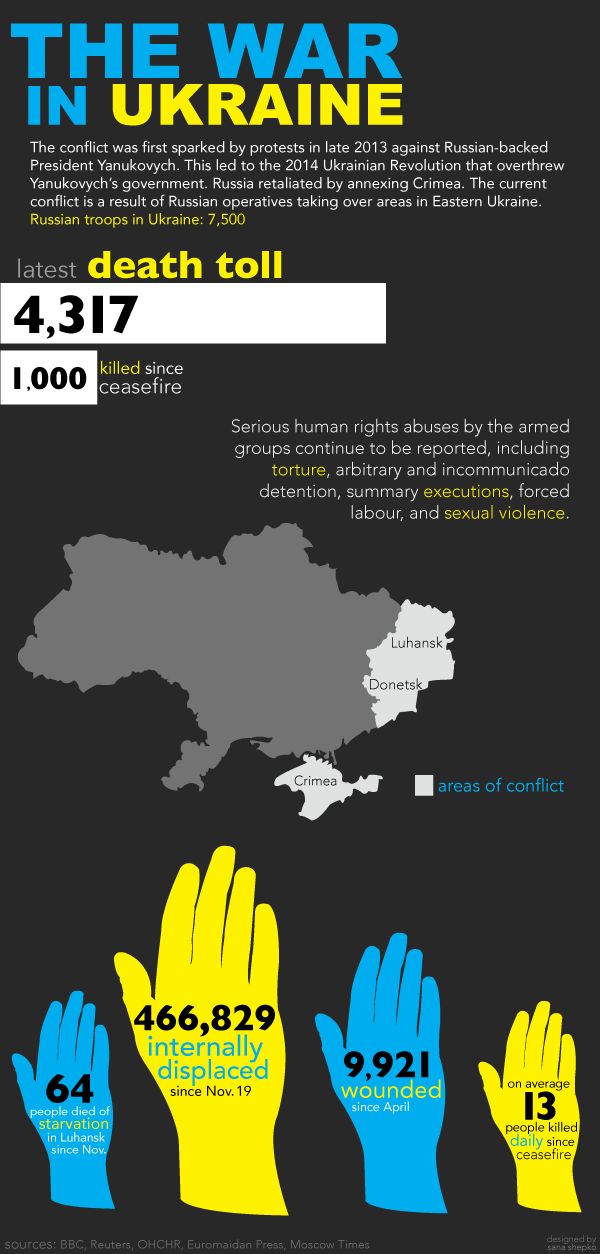 THE WAR
IN UKRAINE
The conflict was first sparked by protests in late 2013 against Russian-backed
President Yanukovych. This led to the 2014 Ukrainian Revolution that overthrew
Yanukovych's government. Russia retaliated by annexing Crimea. The current
conflict is a result of Russian operatives taking over areas in Eastern Ukraine.
Russian troops in Ukraine: 7,500
latest death toll
4,317
1,000 killed since
ceasefire
Serious human rights abuses by the armed
groups continue to be reported, including
torture, arbitrary and incommunicado
detention, summary executions, forced
labour, and sexual violence.
Luhansk
Donetsk
Crimea
areas of conflict
64
people died of
starvation
in Luhansk
since Nov.
466,829
internally
displaced
since Nov. 19
9,921
wounded
since April
on average
13
people killed
daily since
ceasefire
sources: BBC, Reuters, OHCHR, Euromaidan Press, Moscow Times
designed by
sana shepko